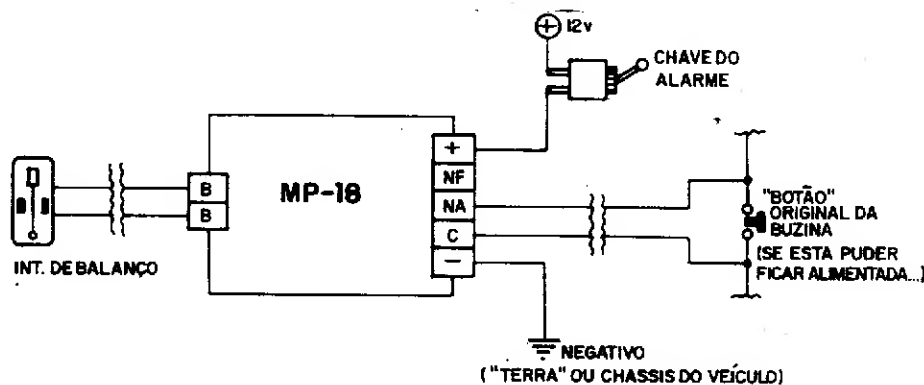 12v
CHAVE DO
ALARME
+
NF
NA
C
—
B
B
MP-18
INT. DE BALANÇO
"BOTÃO"
ORIGINAL DA
BUZINA
(SE ESTA PUDER
FICAR ALIMENTADA...)
NEGATIVO
("TERRA" OU CHASSIS DO VEÍCULO)